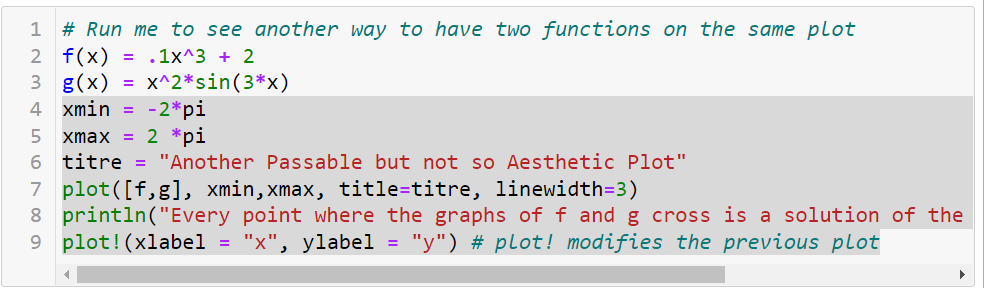 1 # Run me to see another way to have two functions on the same plot
2 f(x) = .1x^3 + 2
3 g(x) = x^2*sin(3*x)
4 xmin = -2*pi
5 xmax = 2 *pi
6 titre = "Another Passable but not so Aesthetic Plot"
7 plot([f,g], xmin,xmax, title=titre, linewidth=3)
8 println("Every point where the graphs of f and g cross is a solution of the
9 plot!(xlabel = "x", ylabel = "y") # plot! modifies the previous plot